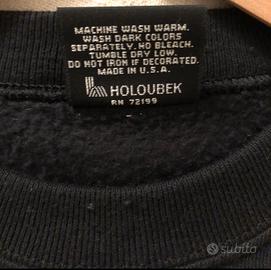 MACHINE WASH WARM.
WASH DARK COLORS
SEPARATELY. NO BLEACH.
TUMBLE DRY LOW.
DO NOT IRON IF DECORATED.
MADE IN U.S.A.
HOLOUBEK
RN 72199
subito